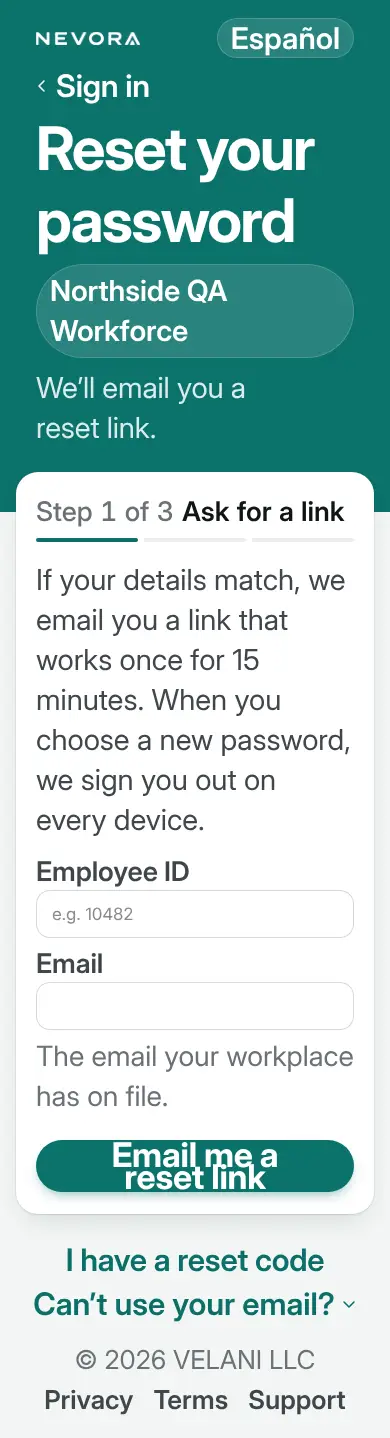 NEVORA
Español
Sign in
Reset your
password
Northside QA
Workforce
We’ll email you a
reset link.
Step 1 of 3 Ask for a link
If your details match, we
email you a link that
works once for 15
minutes. When you
choose a new password,
we sign you out on
every device.
Employee ID
e.g. 10482
Email
The email your workplace
has on file.
Email me a
reset link
I have a reset code
Can’t use your email?
© 2026 VELANI LLC
Privacy Terms Support